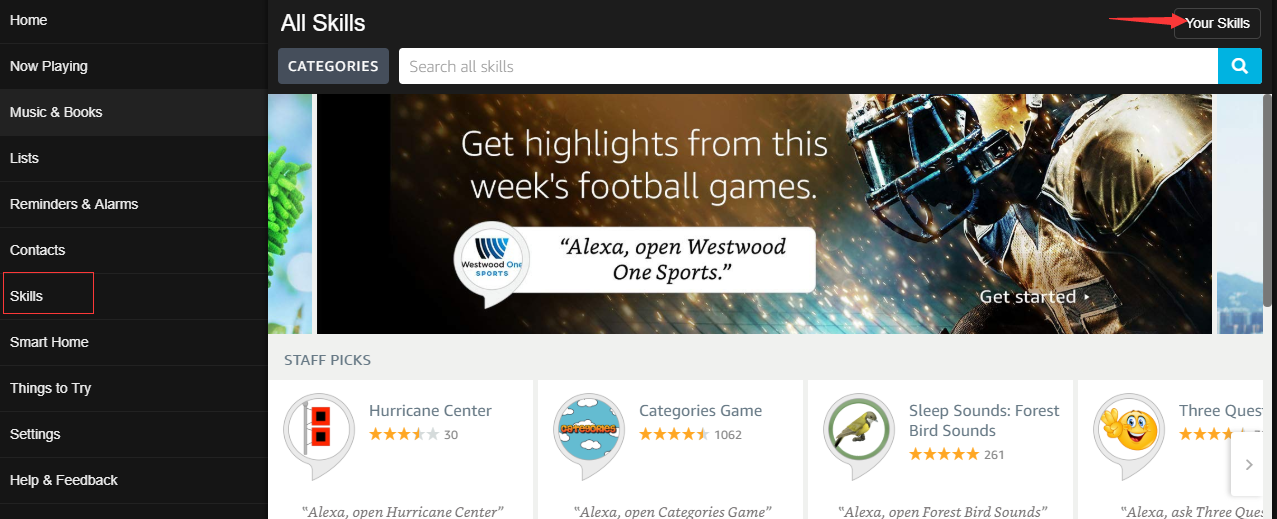 Home
Now Playing
Music & Books
Lists
Reminders & Alarms
Contacts
Skills
Smart Home
Things to Try
Settings
Help & Feedback
All Skills
Your Skills
CATEGORIES
Search all skills
Get highlights from this
week's football games.
Westwood One
SPORTS
“Alexa, open Westwood
One Sports.”
Get started
STAFF PICKS
Hurricane Center
30
“Alexa, open Hurricane Center”
CATEGORIES
Categories Game
1062
“Alexa, open Categories Game”
Sleep Sounds: Forest
Bird Sounds
261
“Alexa, open Forest Bird Sounds”
Three Ques
“Alexa, ask Three Ques